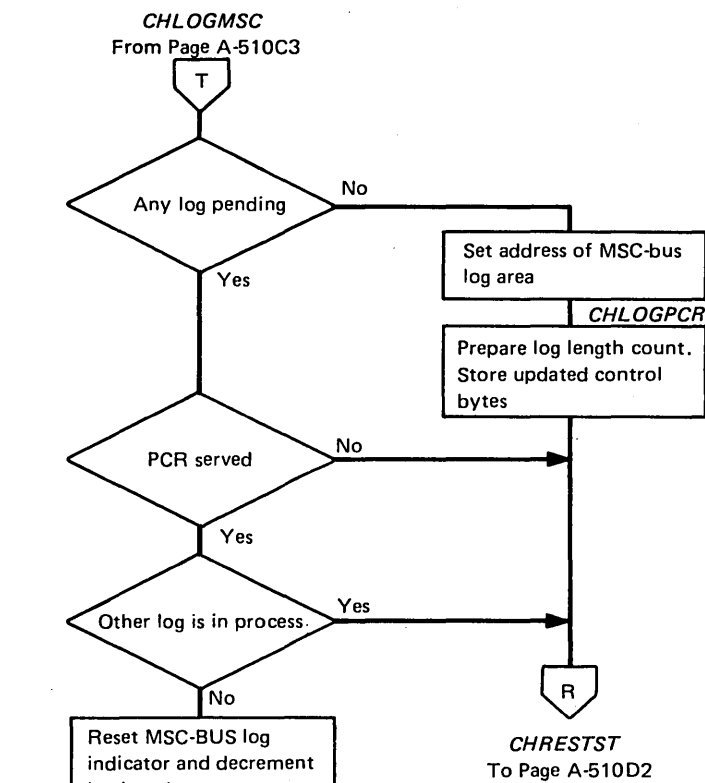 CHLOGMSC
From Page A-510C3
T
Any log pending
No
Yes
Set address of MSC-bus
log area
CHLOGPCR
Prepare log length count.
Store updated control
bytes
PCR served
No
Yes
Other log is in process.
Yes
No
R
Reset MSC-BUS log
indicator and decrement
CHRESTST
To Page A-510D2